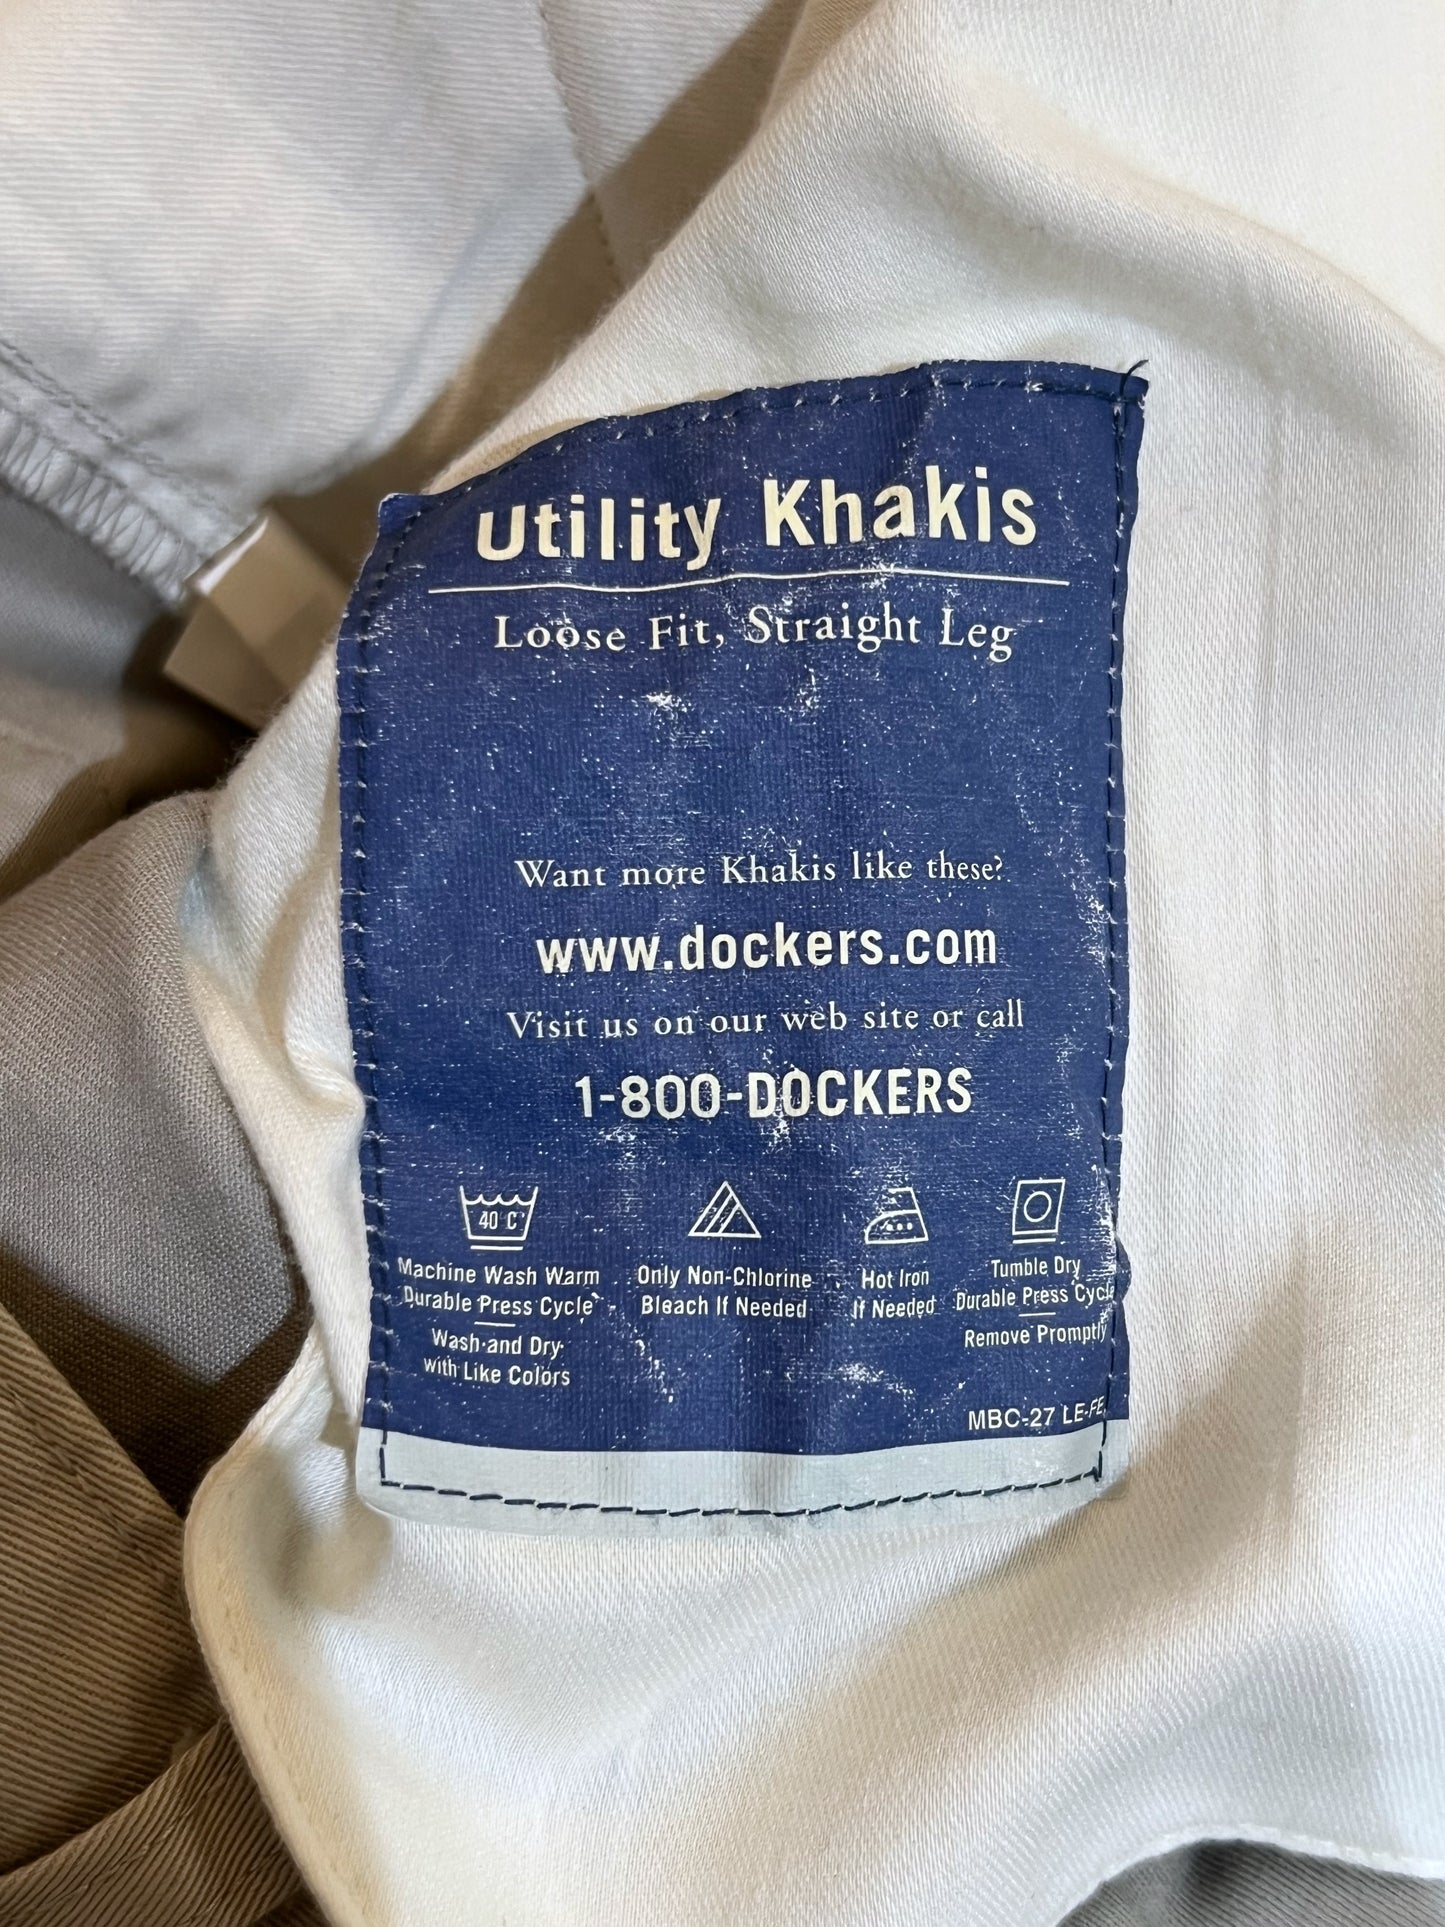 Utility Khakis
Loose Fit, Straight Leg
Want more Khakis like these?
www.dockers.com
Visit us on our web site or call
1-800-DOCKERS
40 C
Machine Wash Warm
Durable Press Cycle
Wash and Dry
with Like Colors
Only Non-Chlorine
Bleach If Needed
Hot Iron
If Needed
Tumble Dry
Durable Press Cycle
Remove Promptly
MBC-27 LE-FE